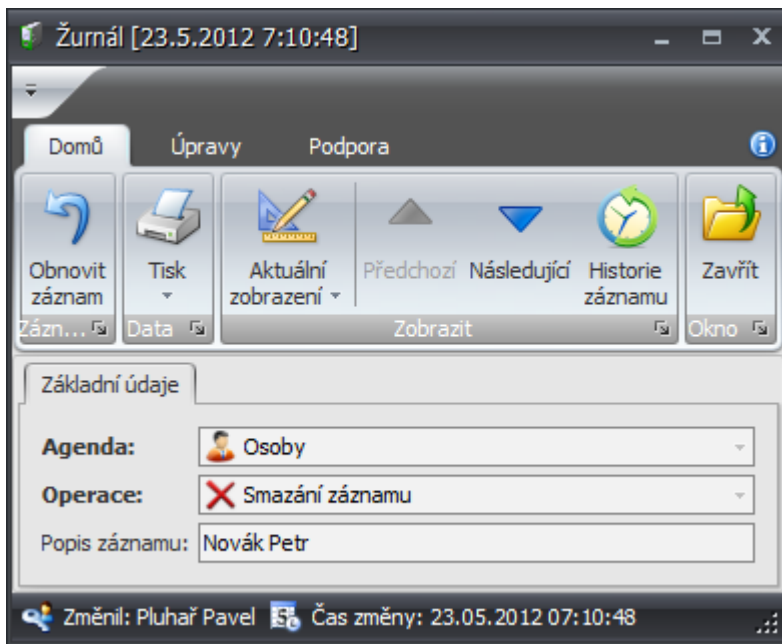 Žurnál [23.5.2012 7:10:48]
Domů Úpravy Podpora
Obnovit záznam
Tisk
Aktuální zobrazení
Předchozí
Následující
Historie záznamu
Zavřít
Zázn... Data Zobrazit Okno
Základní údaje
Agenda: Osoby
Operace: Smazání záznamu
Popis záznamu: Novák Petr
Změnil: Pluhař Pavel Čas změny: 23.05.2012 07:10:48